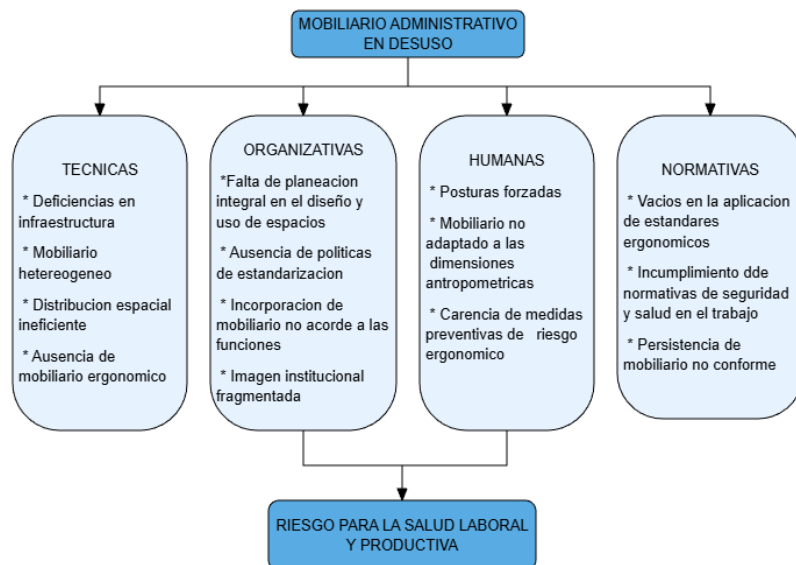 MOBILIARIO ADMINISTRATIVO
EN DESUSO
TECNICAS
* Deficiencias en
infraestructura
* Mobiliario
hetereogeneo
* Distribucion espacial
ineficiente
* Ausencia de
mobiliario ergonomico
ORGANIZATIVAS
*Falta de planeacion
integral en el diseño y
uso de espacios
* Ausencia de politicas
de estandarizacion
* Incorporacion de
mobiliario no acorde a las
funciones
* Imagen institucional
fragmentada
HUMANAS
* Posturas forzadas
* Mobiliario no
adaptado a las
dimensiones
antropometricas
* Carencia de medidas
preventivas de riesgo
ergonomico
NORMATIVAS
* Vacios en la aplicacion
de estandares
ergonomicos
* Incumplimiento dde
normativas de seguridad
y salud en el trabajo
* Persistencia de
mobiliario no conforme
RIESGO PARA LA SALUD LABORAL
Y PRODUCTIVA